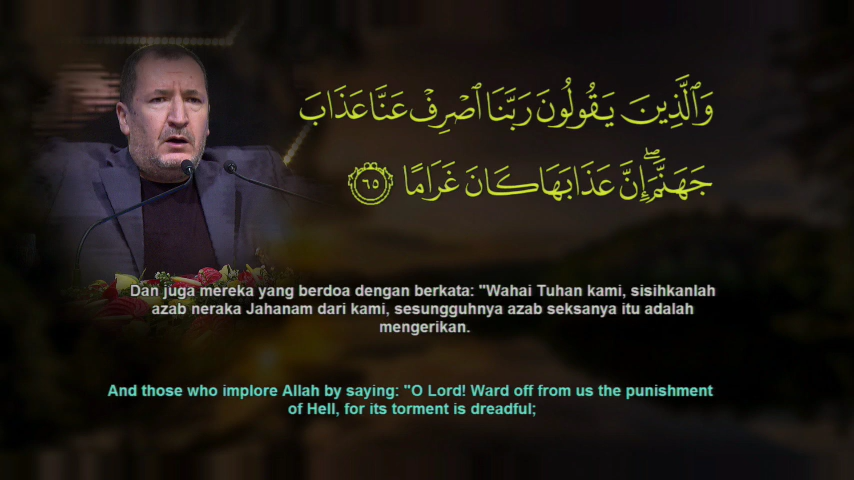 وَٱلَّذِينَ يَقُولُونَ رَبَّنَا ٱصْرِفْ عَنَّا عَذَابَ
جَهَنَّمَۖ إِنَّ عَذَابَهَا كَانَ غَرَامًا ٦٥
Dan juga mereka yang berdoa dengan berkata: "Wahai Tuhan kami, sisihkanlah
azab neraka Jahanam dari kami, sesungguhnya azab seksanya itu adalah
mengerikan.
And those who implore Allah by saying: "O Lord! Ward off from us the punishment
of Hell, for its torment is dreadful;